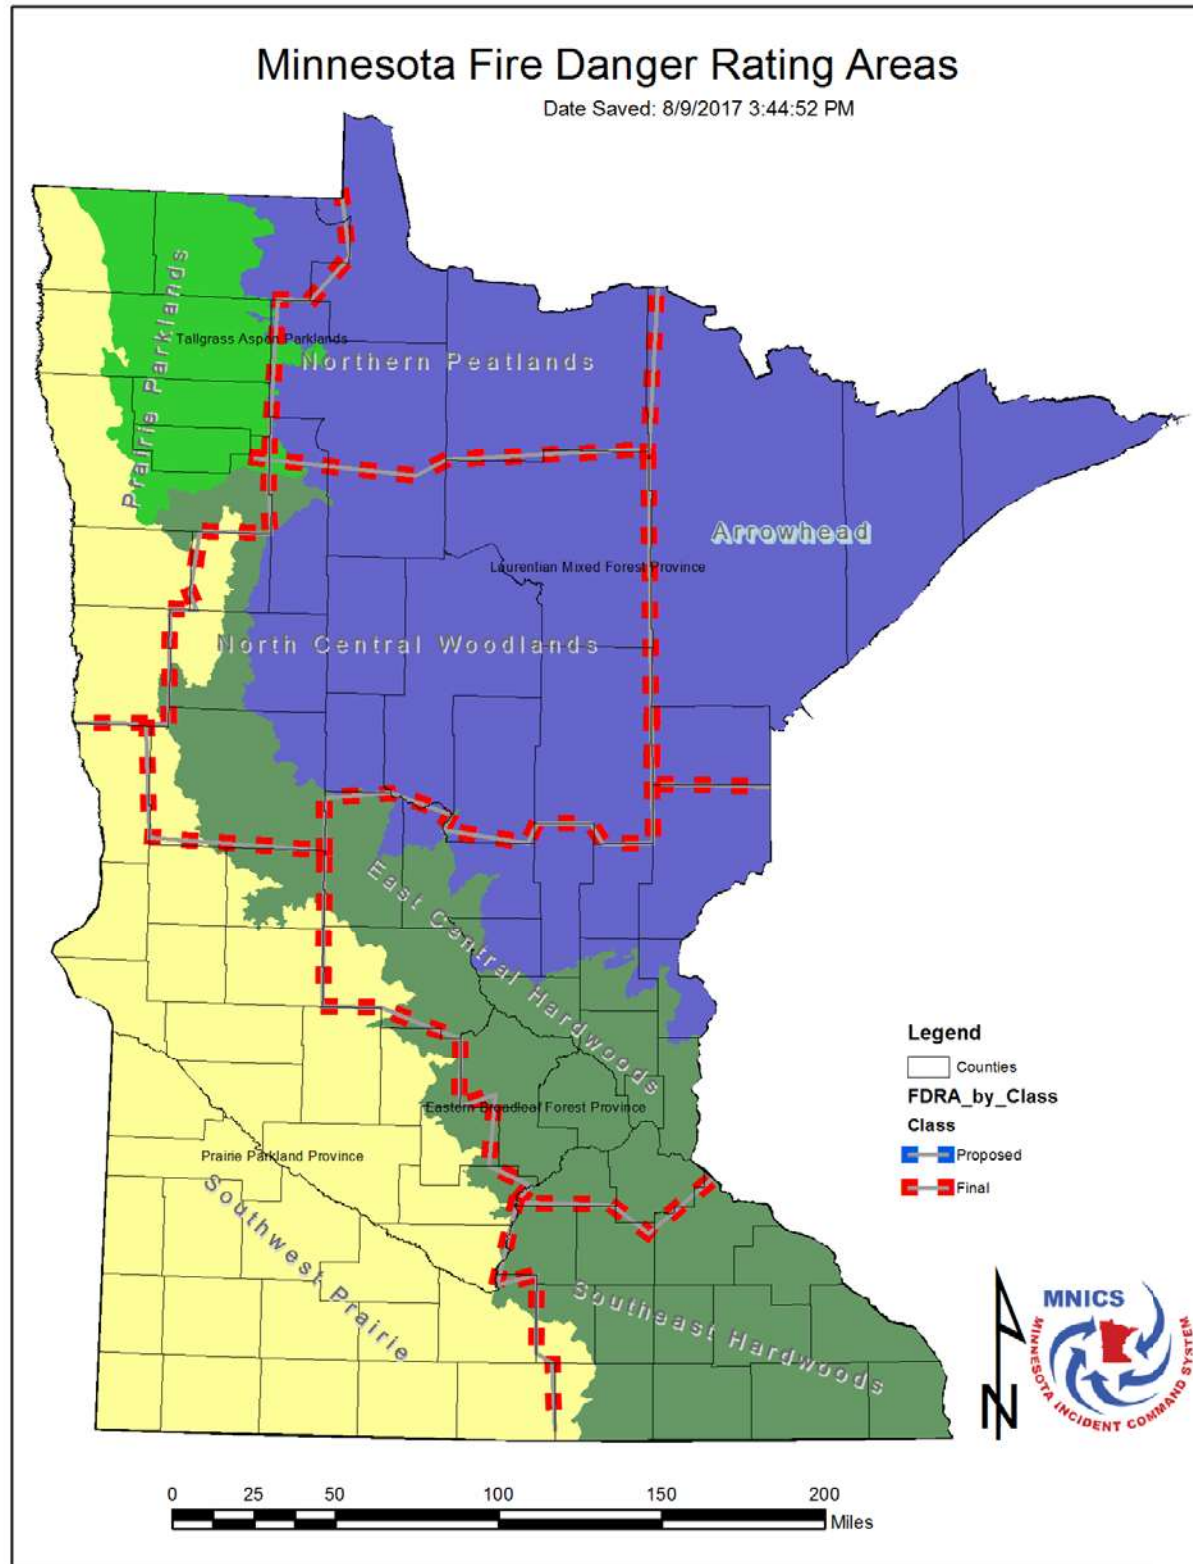 Minnesota Fire Danger Rating Areas
Date Saved: 8/9/2017 3:44:52 PM
Prairie Parklands
Tallgrass Aspen Parklands
Northern Peatlands
Arrowhead
Laurentian Mixed Forest Province
North Central Woodlands
East Central Hardwoods
Eastern Broadleaf Forest Province
Prairie Parkland Province
Southwest Prairie
Southeast Hardwoods
Legend
Counties
FDRA_by_Class
Class
Proposed
Final
N
MNICS
MINNESOTA INCIDENT COMMAND SYSTEM
0 25 50 100 150 200
Miles